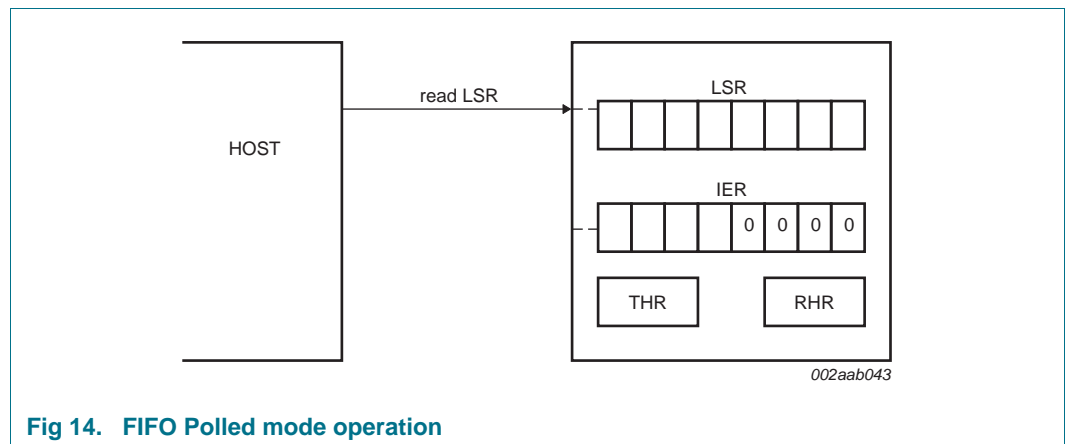 read LSR
LSR
HOST
IER
0 0 0 0
THR RHR
002aab043
Fig 14. FIFO Polled mode operation